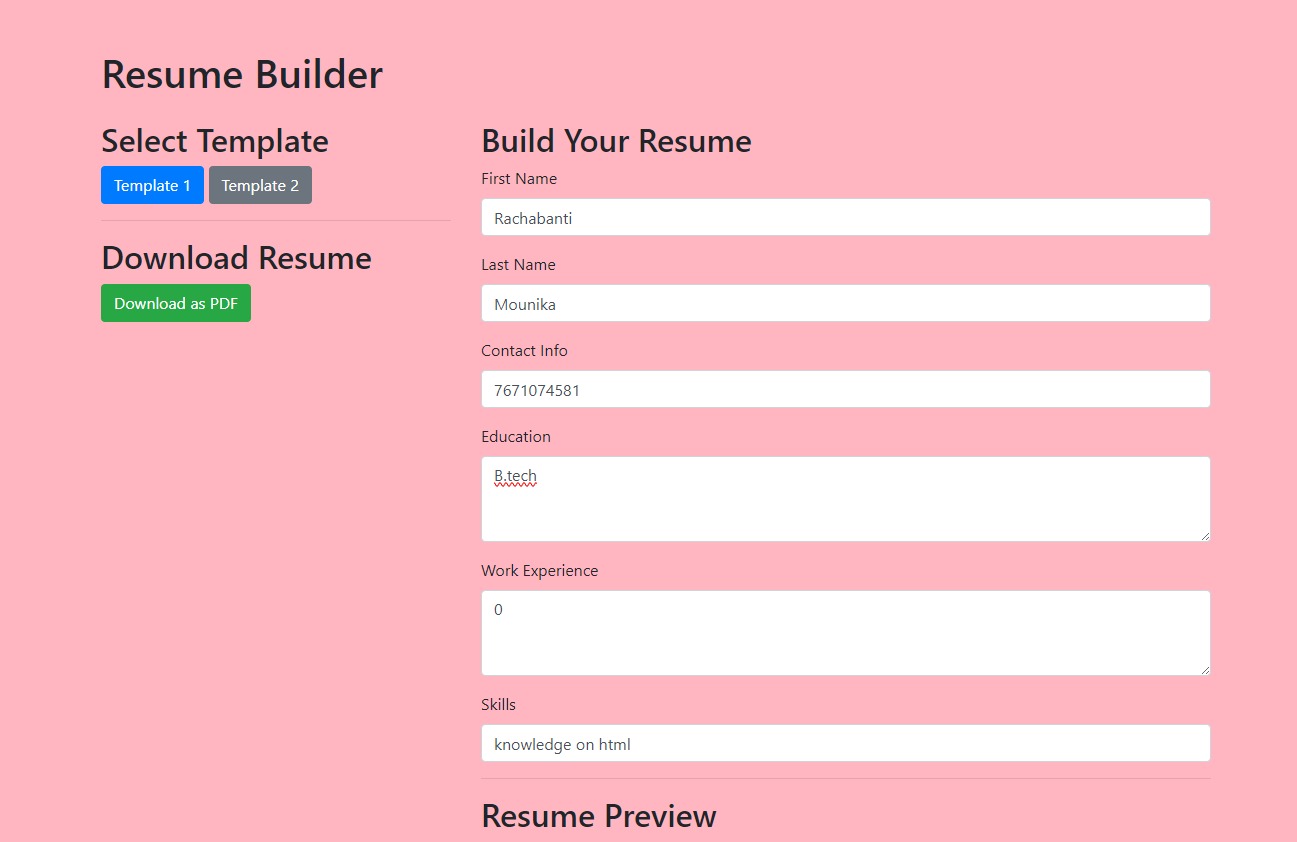 Resume Builder
Select Template
Template 1 Template 2
Download Resume
Download as PDF
Build Your Resume
First Name
Rachabanti
Last Name
Mounika
Contact Info
7671074581
Education
B.tech
Work Experience
0
Skills
knowledge on html
Resume Preview